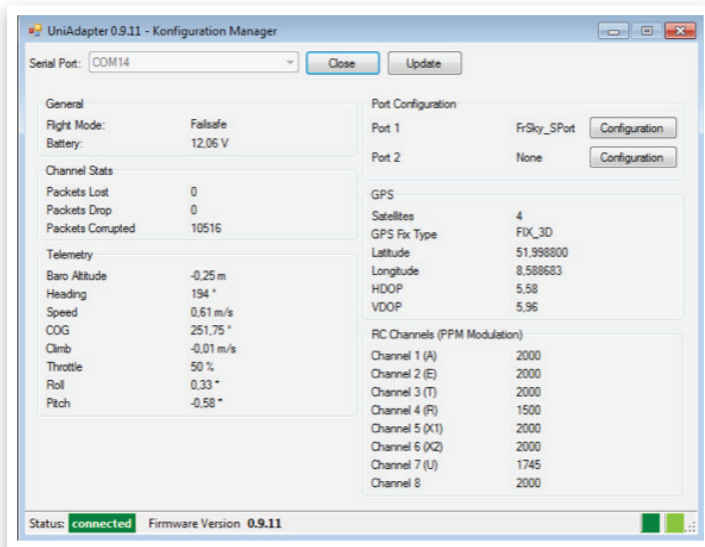 UniAdapter 0.9.11 - Konfiguration Manager
Serial Port: COM14 Close Update
General
Flight Mode: Failsafe
Battery: 12,06 V
Channel Stats
Packets Lost 0
Packets Drop 0
Packets Corrupted 10516
Telemetry
Baro Altitude -0,25 m
Heading 194 °
Speed 0,61 m/s
COG 251,75 °
Climb -0,01 m/s
Throttle 50 %
Roll 0,33 °
Pitch -0,58 °
Port Configuration
Port 1 FrSky_SPort Configuration
Port 2 None Configuration
GPS
Satellites 4
GPS Fix Type FIX_3D
Latitude 51,998800
Longitude 8,588683
HDOP 5,58
VDOP 5,96
RC Channels (PPM Modulation)
Channel 1 (A) 2000
Channel 2 (E) 2000
Channel 3 (T) 2000
Channel 4 (R) 1500
Channel 5 (X1) 2000
Channel 6 (X2) 2000
Channel 7 (U) 1745
Channel 8 2000
Status: connected Firmware Version 0.9.11